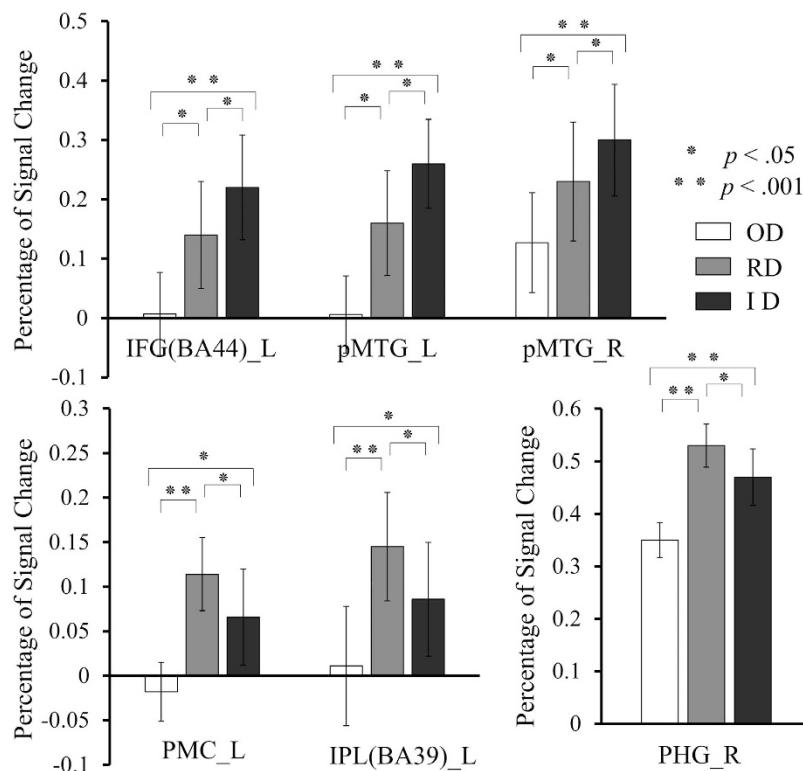 Percentage of Signal Change
0.5
0.4
0.3
0.2
0.1
0
-0.1
** * *
** * *
** * *
IFG(BA44)_L pMTG_L pMTG_R
* p < .05
** p < .001
OD
RD
I D
Percentage of Signal Change
0.3
0.25
0.2
0.15
0.1
0.05
0
-0.05
-0.1
* ** *
* ** *
PMC_L IPL(BA39)_L
Percentage of Signal Change
0.6
0.5
0.4
0.3
0.2
0.1
0
** ** *
PHG_R